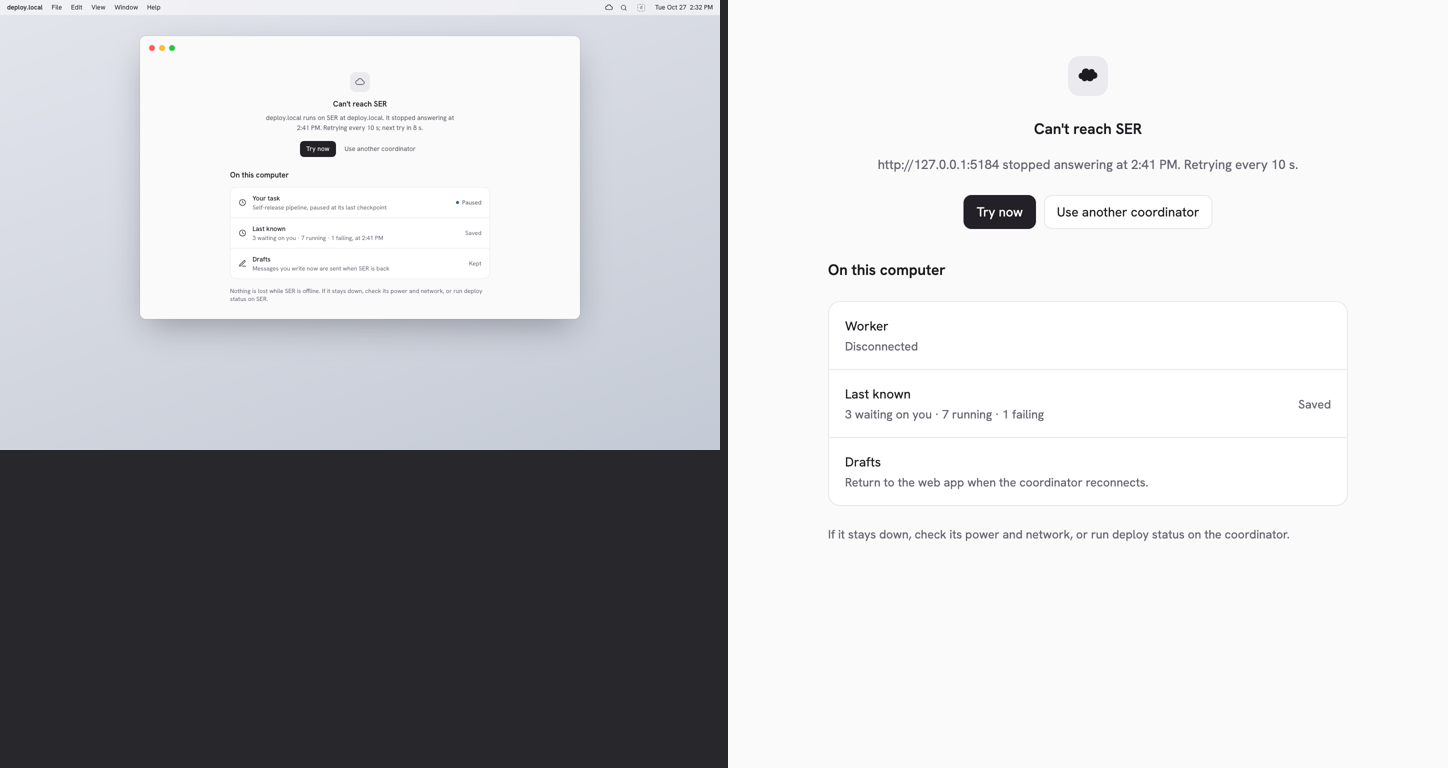 deploy.local File Edit View Window Help Tue Oct 27 2:32 PM
Can't reach SER
deploy.local runs on SER at deploy.local. It stopped answering at
2:41 PM. Retrying every 10 s; next try in 8 s.
Try now Use another coordinator
On this computer
Your task
Self-release pipeline, paused at its last checkpoint
Paused
Last known
3 waiting on you · 7 running · 1 failing, at 2:41 PM
Saved
Drafts
Messages you write now are sent when SER is back
Kept
Nothing is lost while SER is offline. If it stays down, check its power and network, or run deploy
status on SER.
Can't reach SER
http://127.0.0.1:5184 stopped answering at 2:41 PM. Retrying every 10 s.
Try now Use another coordinator
On this computer
Worker
Disconnected
Last known
3 waiting on you · 7 running · 1 failing
Saved
Drafts
Return to the web app when the coordinator reconnects.
If it stays down, check its power and network, or run deploy status on the coordinator.